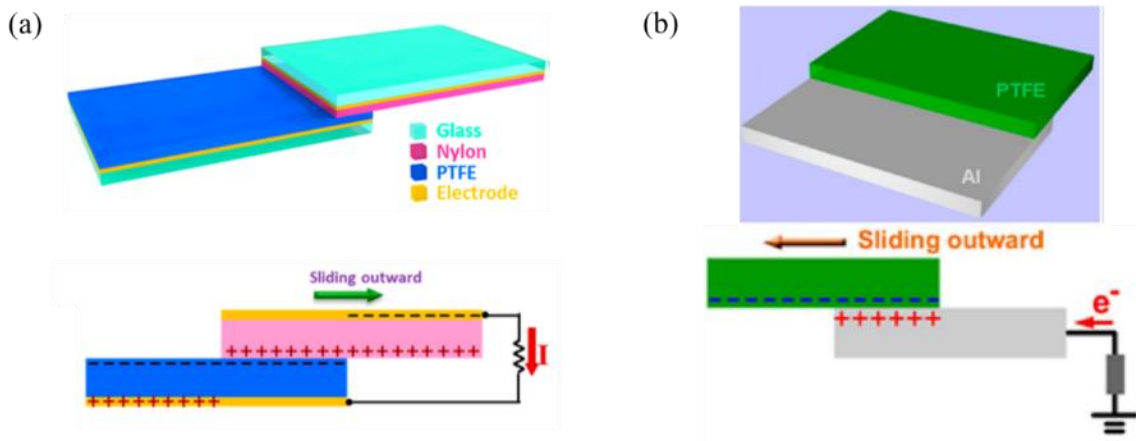 (a)
Glass
Nylon
PTFE
Electrode
Sliding outward
+++++++++++++++++
I
+++++++++
(b)
PTFE
Al
Sliding outward
++++++
e⁻